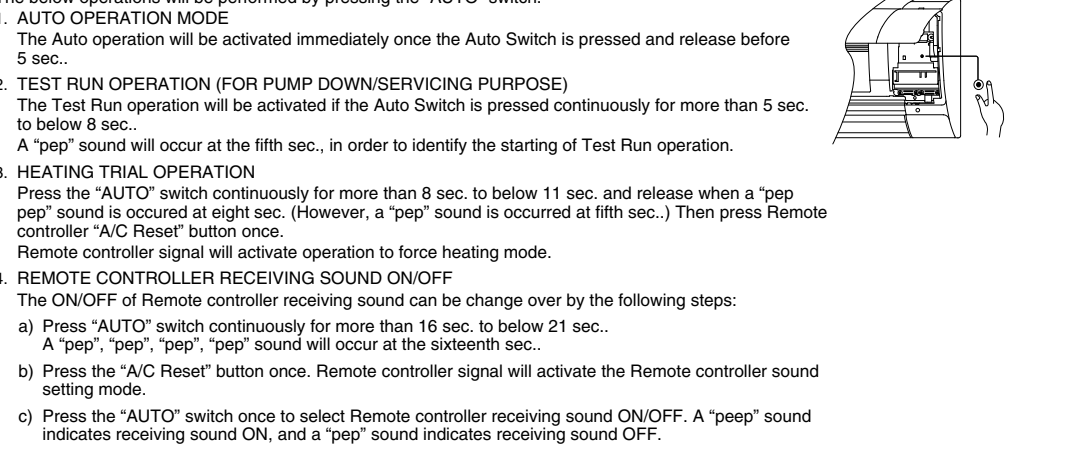 The below operations will be performed by pressing the “AUTO” switch.
1. AUTO OPERATION MODE
The Auto operation will be activated immediately once the Auto Switch is pressed and release before
5 sec..
2. TEST RUN OPERATION (FOR PUMP DOWN/SERVICING PURPOSE)
The Test Run operation will be activated if the Auto Switch is pressed continuously for more than 5 sec.
to below 8 sec..
A “pep” sound will occur at the fifth sec., in order to identify the starting of Test Run operation.
3. HEATING TRIAL OPERATION
Press the “AUTO” switch continuously for more than 8 sec. to below 11 sec. and release when a “pep
pep” sound is occured at eight sec. (However, a “pep” sound is occurred at fifth sec..) Then press Remote
controller “A/C Reset” button once.
Remote controller signal will activate operation to force heating mode.
4. REMOTE CONTROLLER RECEIVING SOUND ON/OFF
The ON/OFF of Remote controller receiving sound can be change over by the following steps:
a) Press “AUTO” switch continuously for more than 16 sec. to below 21 sec..
A “pep”, “pep”, “pep”, “pep” sound will occur at the sixteenth sec..
b) Press the “A/C Reset” button once. Remote controller signal will activate the Remote controller sound
setting mode.
c) Press the “AUTO” switch once to select Remote controller receiving sound ON/OFF. A “peep” sound
indicates receiving sound ON, and a “pep” sound indicates receiving sound OFF.